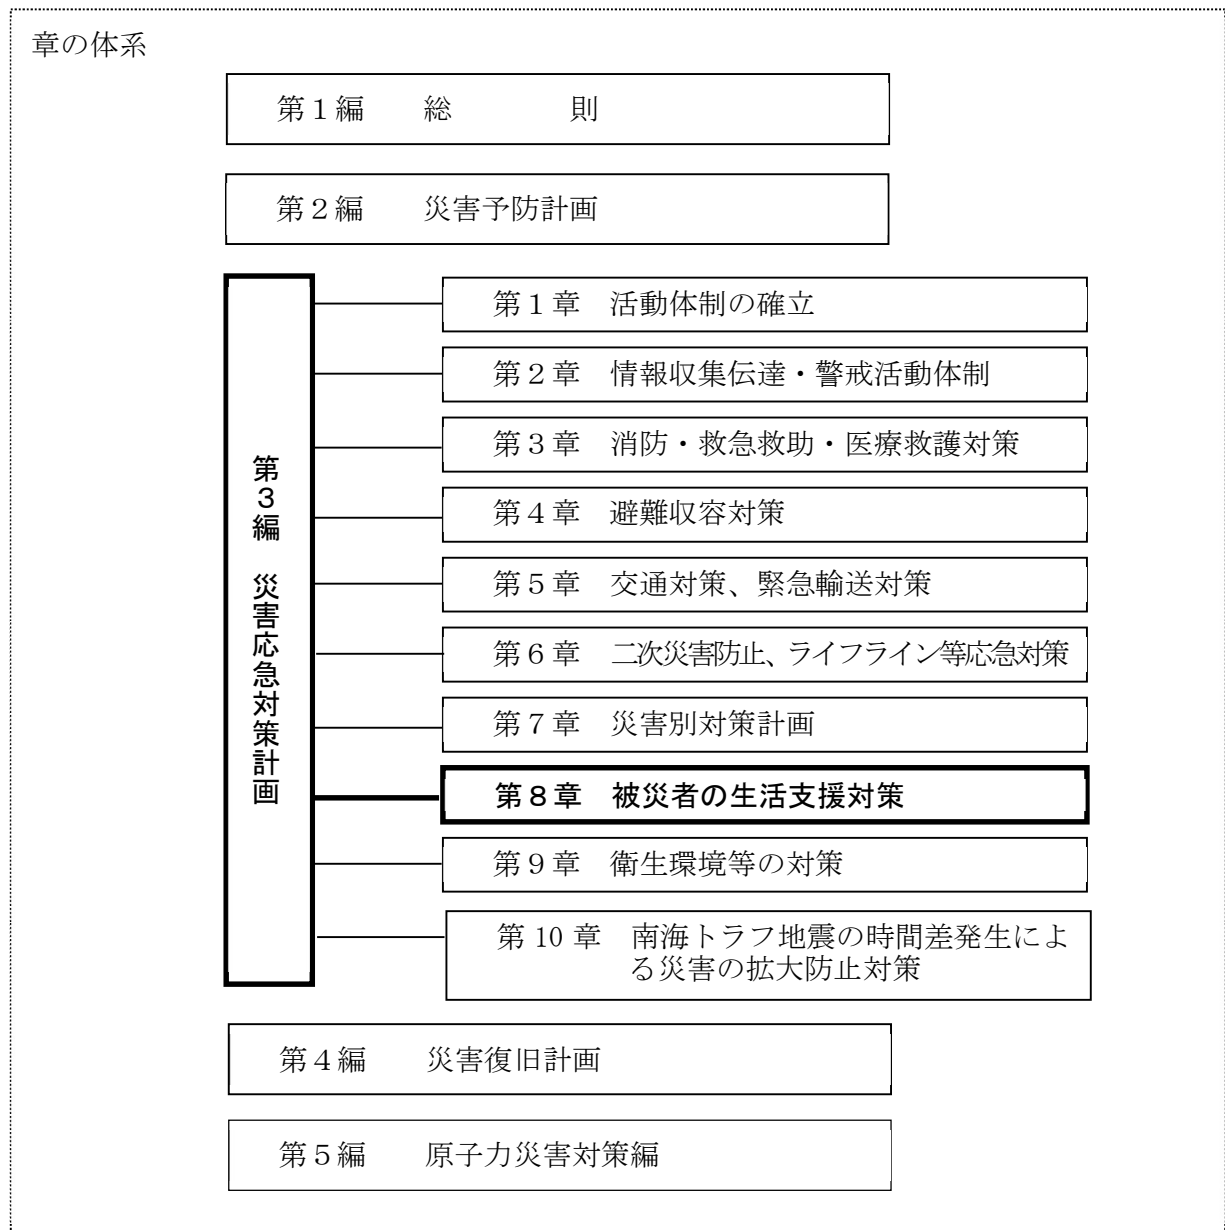 章の体系
第１編　　総　　　　則
第２編　　災害予防計画
第３編　災害応急対策計画
第１章　活動体制の確立
第２章　情報収集伝達・警戒活動体制
第３章　消防・救急救助・医療救護対策
第４章　避難収容対策
第５章　交通対策、緊急輸送対策
第６章　二次災害防止、ライフライン等応急対策
第７章　災害別対策計画
第８章　被災者の生活支援対策
第９章　衛生環境等の対策
第 10 章　南海トラフ地震の時間差発生によ
る災害の拡大防止対策
第４編　　災害復旧計画
第５編　　原子力災害対策編